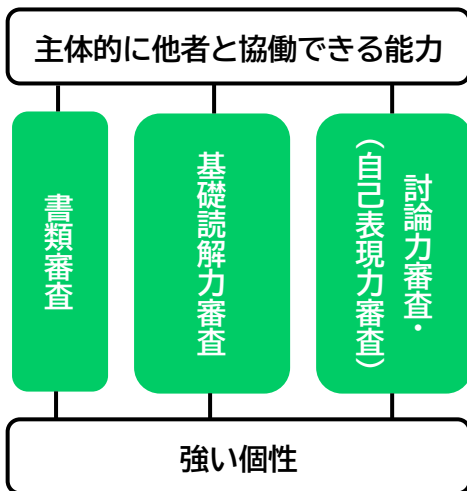 主体的に他者と協働できる能力
書類審査
基礎読解力審査
討論力審査・
（自己表現力審査）
強い個性